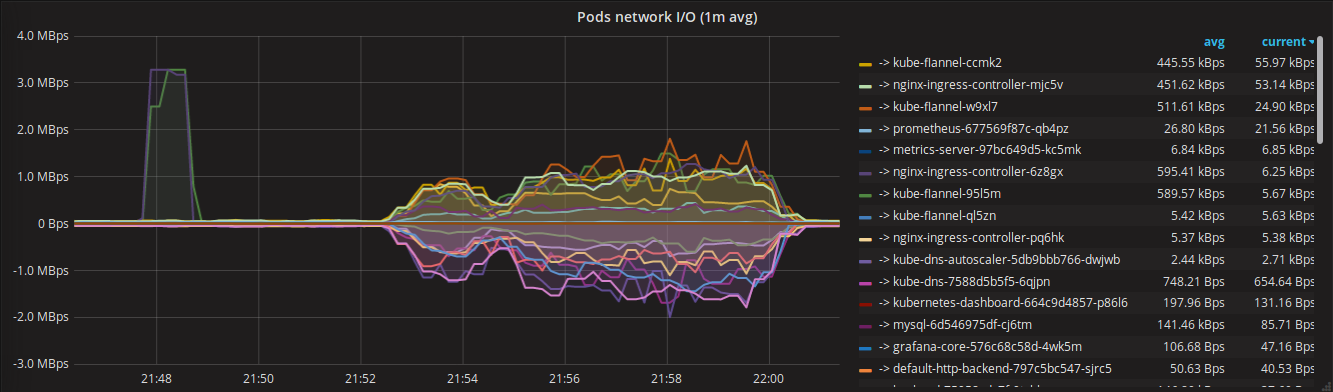 Pods network I/O (1m avg)
4.0 MBps
3.0 MBps
2.0 MBps
1.0 MBps
0 Bps
-1.0 MBps
-2.0 MBps
-3.0 MBps
21:48 21:50 21:52 21:54 21:56 21:58 22:00
avg current
-> kube-flannel-ccmk2 445.55 kBps 55.97 kBps
-> nginx-ingress-controller-mjc5v 451.62 kBps 53.14 kBps
-> kube-flannel-w9xl7 511.61 kBps 24.90 kBps
-> prometheus-677569f87c-qb4pz 26.80 kBps 21.56 kBps
-> metrics-server-97bc649d5-kc5mk 6.84 kBps 6.85 kBps
-> nginx-ingress-controller-6z8gx 595.41 kBps 6.25 kBps
-> kube-flannel-95l5m 589.57 kBps 5.67 kBps
-> kube-flannel-ql5zn 5.42 kBps 5.63 kBps
-> nginx-ingress-controller-pq6hk 5.37 kBps 5.38 kBps
-> kube-dns-autoscaler-5db9bbb766-dwjwb 2.44 kBps 2.71 kBps
-> kube-dns-7588d5b5f5-6qjpn 748.21 Bps 654.64 Bps
-> kubernetes-dashboard-664c9d4857-p86l6 197.96 Bps 131.16 Bps
-> mysql-6d546975df-cj6tm 141.46 kBps 85.71 Bps
-> grafana-core-576c68c58d-4wk5m 106.68 Bps 47.16 Bps
-> default-http-backend-797c5bc547-sjrc5 50.63 Bps 40.53 Bps